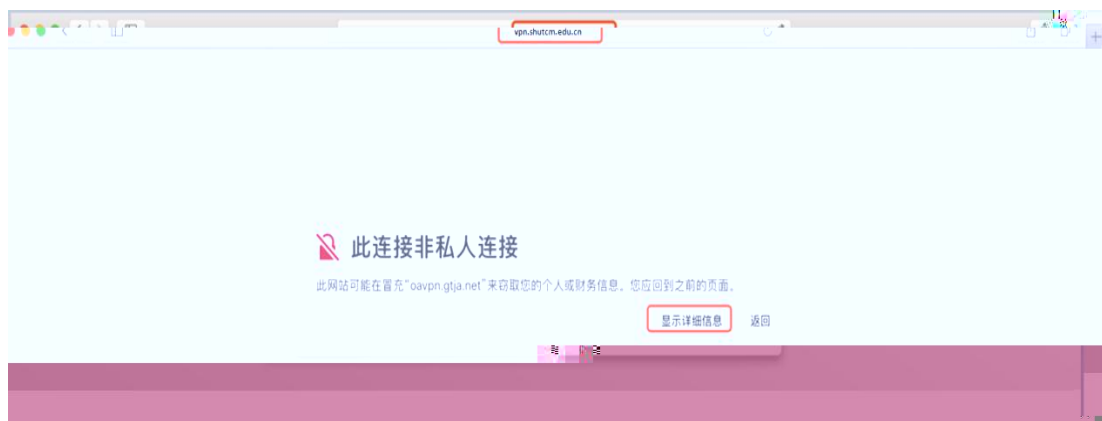 vpn.shutcm.edu.cn
此连接非私人连接
此网站可能在冒充“oavpn.gtja.net”来窃取您的个人或财务信息。您应回到之前的页面。
显示详细信息 返回